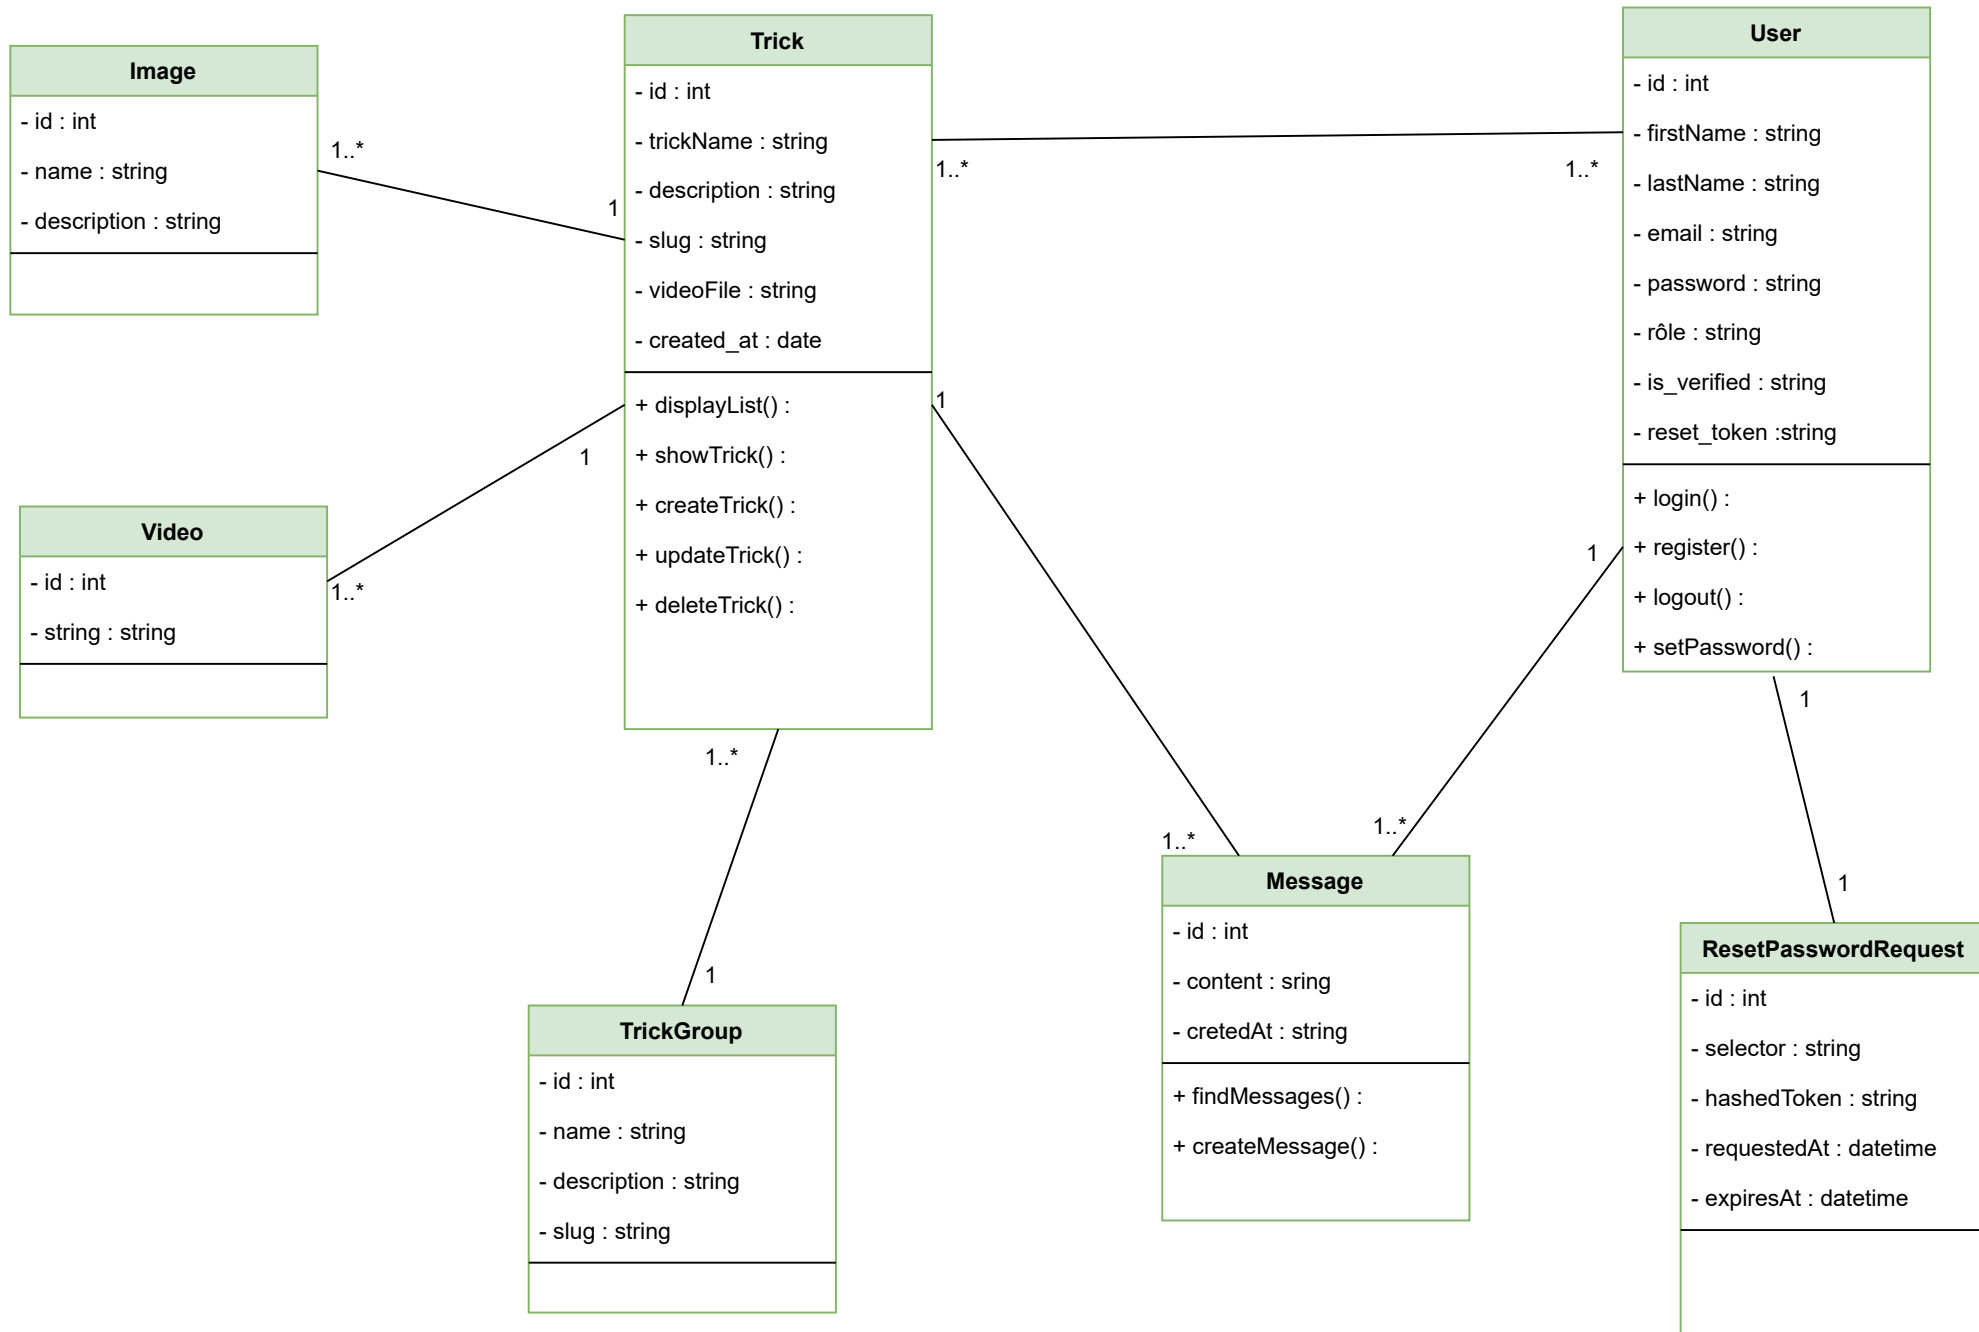 Image
- id : int
- name : string
- description : string
1..*
1
Trick
- id : int
- trickName : string
- description : string
- slug : string
- videoFile : string
- created_at : date
+ displayList() :
+ showTrick() :
+ createTrick() :
+ updateTrick() :
+ deleteTrick() :
1..*
1..*
User
- id : int
- firstName : string
- lastName : string
- email : string
- password : string
- rôle : string
- is_verified : string
- reset_token :string
+ login() :
+ register() :
+ logout() :
+ setPassword() :
1
1
Video
- id : int
- string : string
1..*
1
1..*
1
1..*
1..*
1
1
TrickGroup
- id : int
- name : string
- description : string
- slug : string
Message
- id : int
- content : sring
- cretedAt : string
+ findMessages() :
+ createMessage() :
ResetPasswordRequest
- id : int
- selector : string
- hashedToken : string
- requestedAt : datetime
- expiresAt : datetime